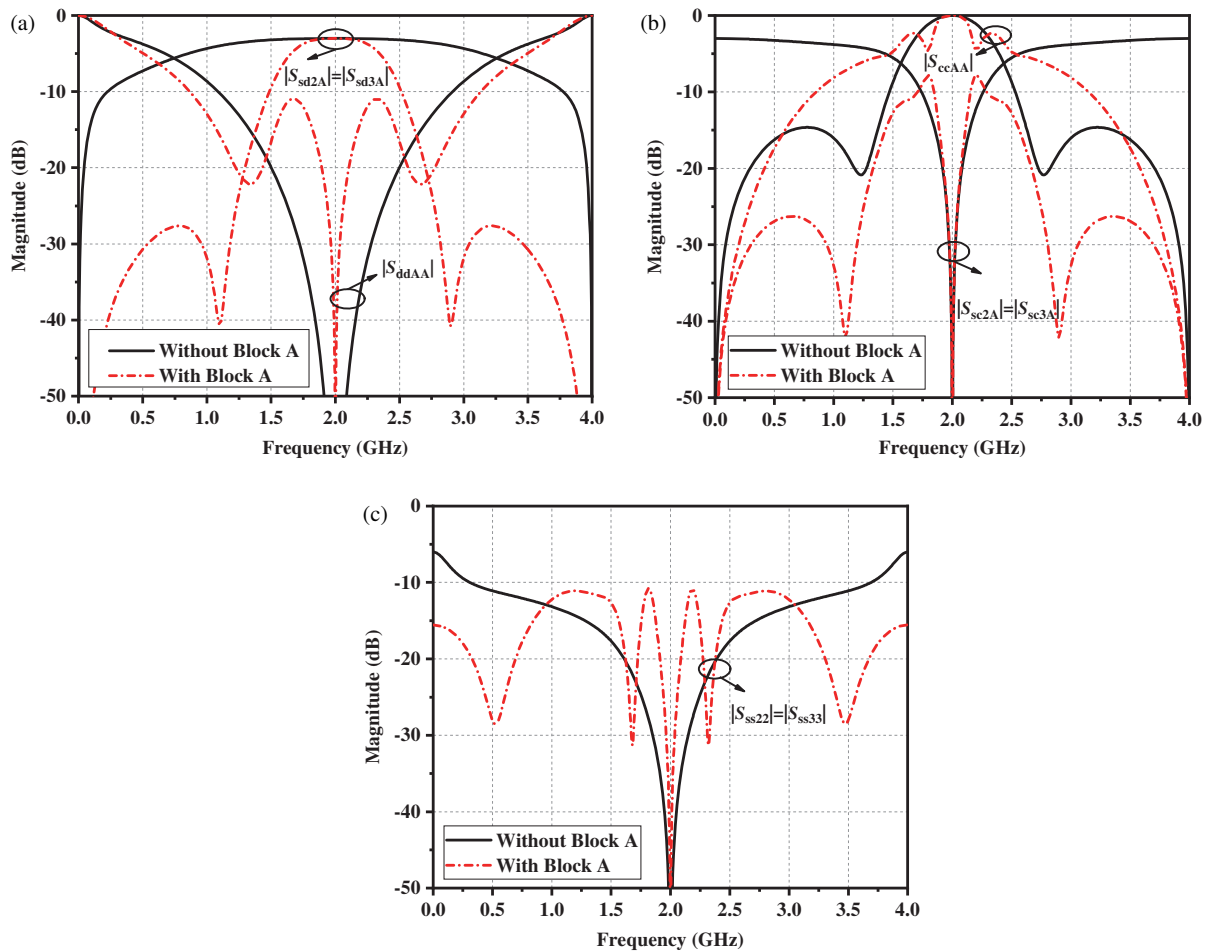 (a)
0
-10
-20
-30
-40
-50
Magnitude (dB)
|Ssd2A|=|Ssd3A|
|SddAA|
Without Block A
With Block A
0.0 0.5 1.0 1.5 2.0 2.5 3.0 3.5 4.0
Frequency (GHz)
(b)
0
-10
-20
-30
-40
-50
Magnitude (dB)
|SccAA|
|Ssc2A|=|Ssc3A|
Without Block A
With Block A
0.0 0.5 1.0 1.5 2.0 2.5 3.0 3.5 4.0
Frequency (GHz)
(c)
0
-10
-20
-30
-40
-50
Magnitude (dB)
|Sss22|=|Sss33|
Without Block A
With Block A
0.0 0.5 1.0 1.5 2.0 2.5 3.0 3.5 4.0
Frequency (GHz)